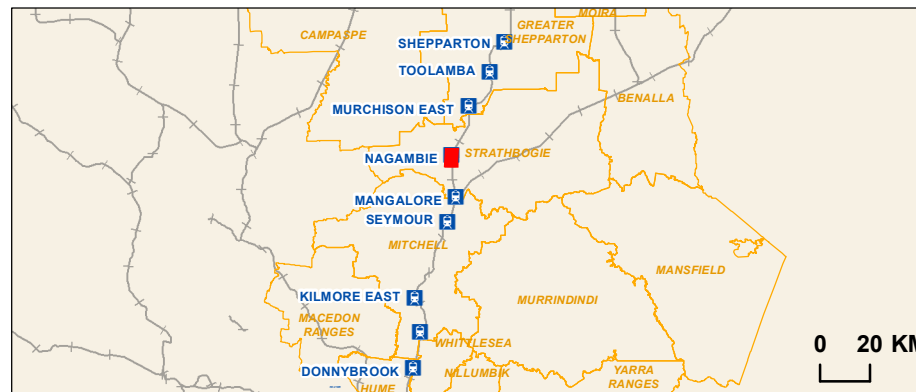 MOIRA
GREATER
SHEPPARTON
CAMPASPE
SHEPPARTON
TOOLAMBA
BENALLA
MURCHISON EAST
STRATHBOGIE
NAGAMBIE
MANGALORE
SEYMOUR
MITCHELL
MANSFIELD
KILMORE EAST
MURRINDINDI
MACEDON
RANGES
WHITTLESEA
0 20 KM
DONNYBROOK
NILLUMBIK
YARRA
RANGES
HUME